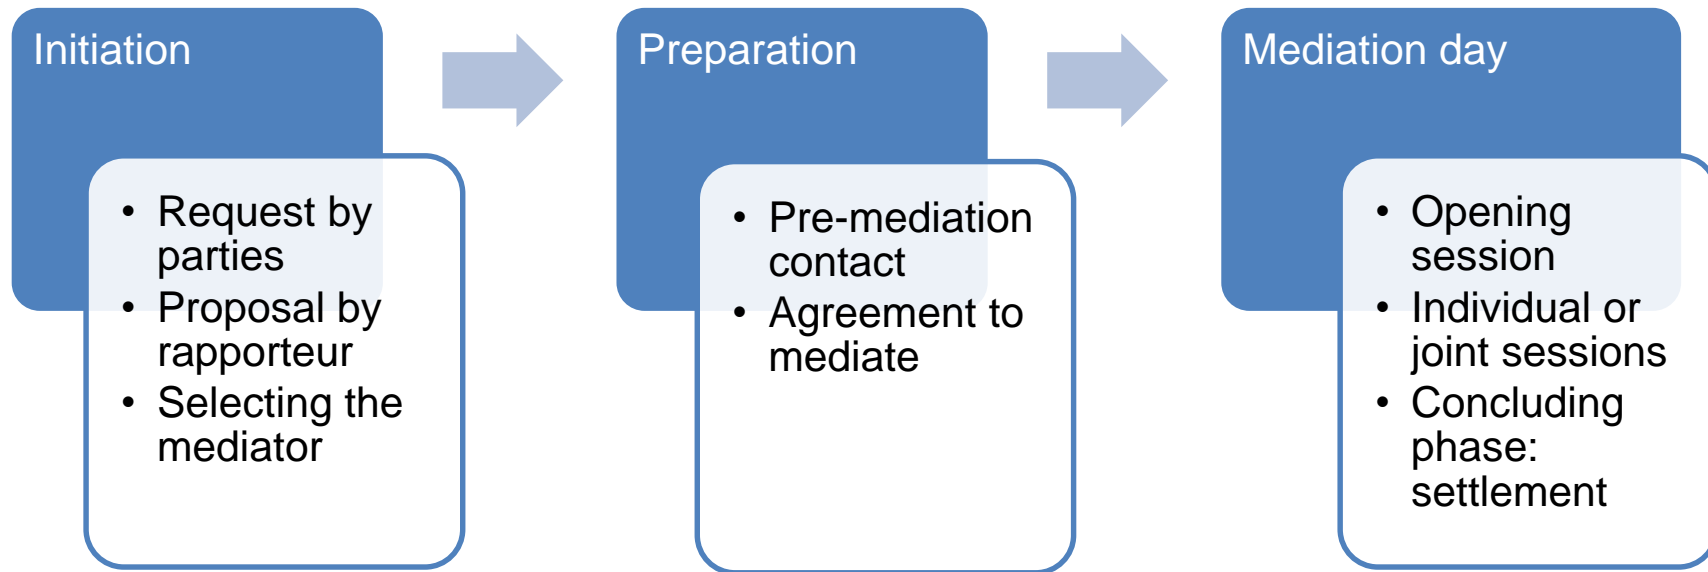 Initiation
• Request by
parties
• Proposal by
rapporteur
• Selecting the
mediator
Preparation
• Pre-mediation
contact
• Agreement to
mediate
Mediation day
• Opening
session
• Individual or
joint sessions
• Concluding
phase:
settlement